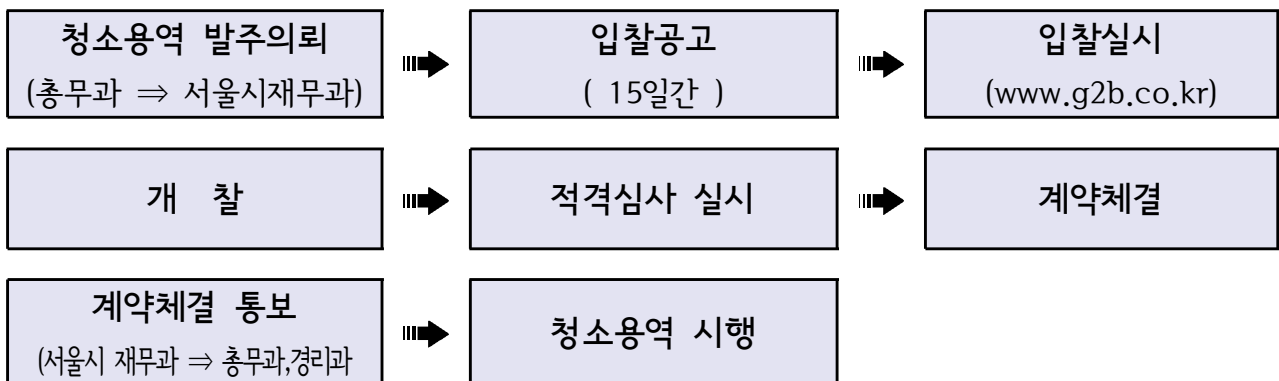 청소용역 발주의뢰
(총무과 ⇒ 서울시재무과)
입찰공고
( 15일간 )
입찰실시
(www.g2b.co.kr)
개 찰
적격심사 실시
계약체결
계약체결 통보
(서울시 재무과 ⇒ 총무과,경리과
청소용역 시행